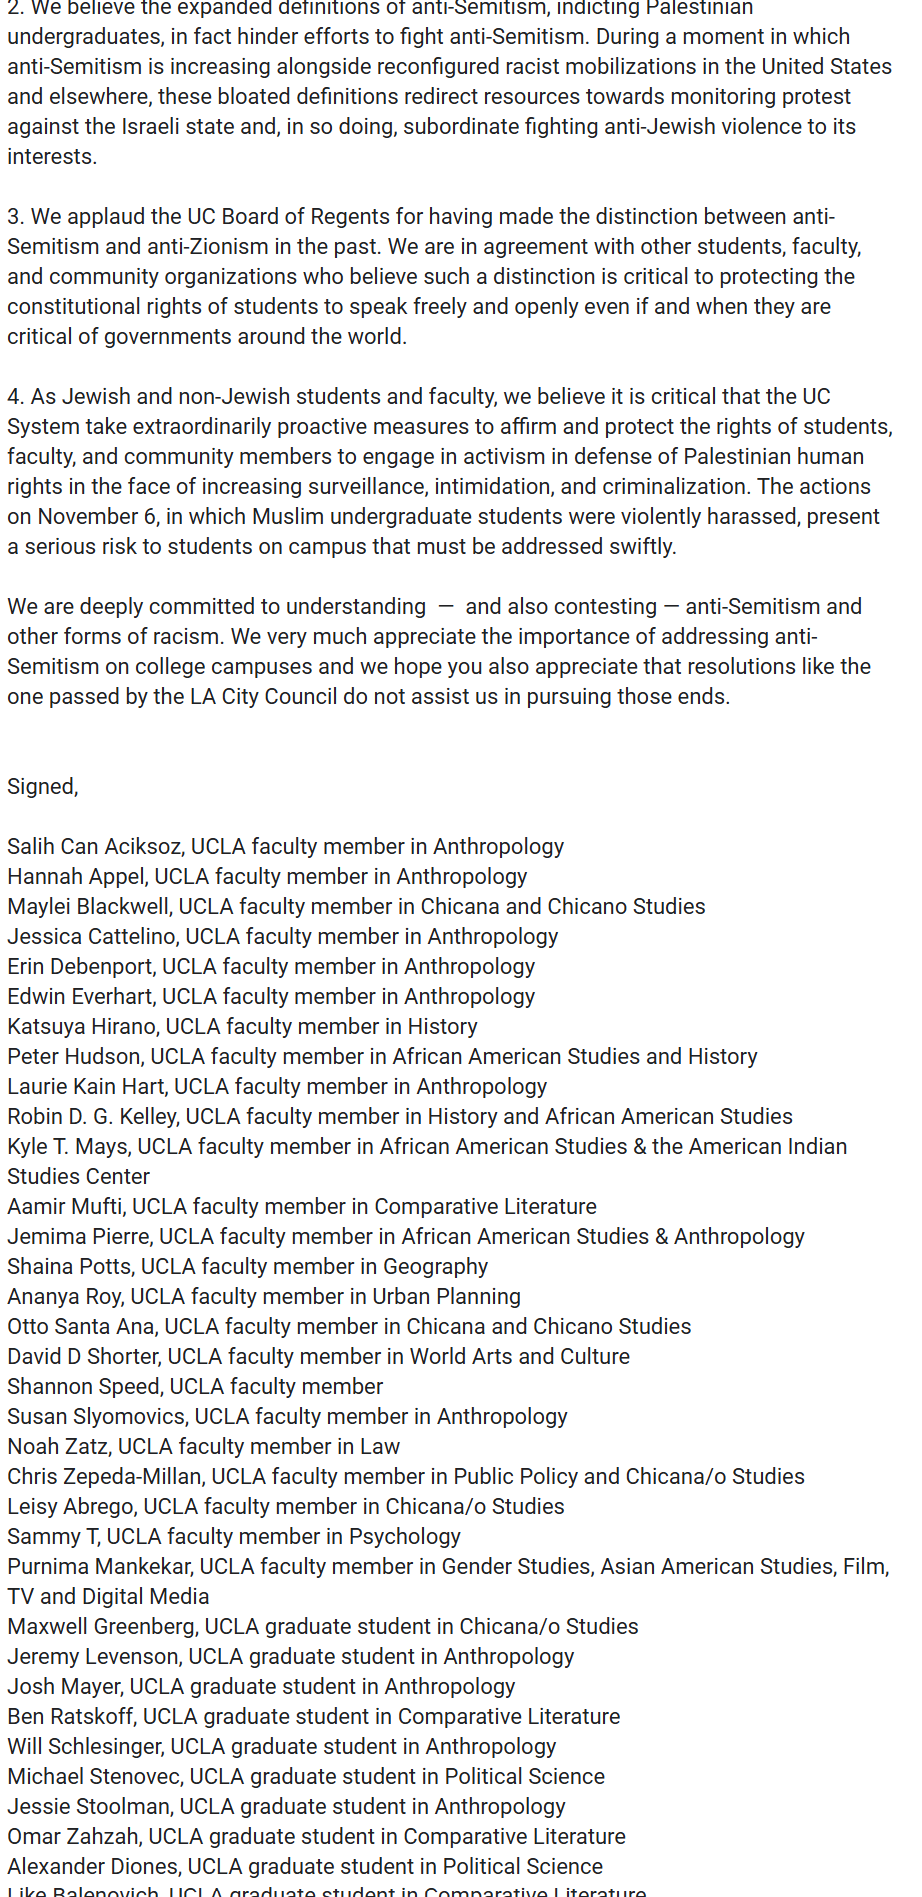 2. We believe the expanded definitions of anti-Semitism, indicting Palestinian
undergraduates, in fact hinder efforts to fight anti-Semitism. During a moment in which
anti-Semitism is increasing alongside reconfigured racist mobilizations in the United States
and elsewhere, these bloated definitions redirect resources towards monitoring protest
against the Israeli state and, in so doing, subordinate fighting anti-Jewish violence to its
interests.
3. We applaud the UC Board of Regents for having made the distinction between anti-
Semitism and anti-Zionism in the past. We are in agreement with other students, faculty,
and community organizations who believe such a distinction is critical to protecting the
constitutional rights of students to speak freely and openly even if and when they are
critical of governments around the world.
4. As Jewish and non-Jewish students and faculty, we believe it is critical that the UC
System take extraordinarily proactive measures to affirm and protect the rights of students,
faculty, and community members to engage in activism in defense of Palestinian human
rights in the face of increasing surveillance, intimidation, and criminalization. The actions
on November 6, in which Muslim undergraduate students were violently harassed, present
a serious risk to students on campus that must be addressed swiftly.
We are deeply committed to understanding  —  and also contesting — anti-Semitism and
other forms of racism. We very much appreciate the importance of addressing anti-
Semitism on college campuses and we hope you also appreciate that resolutions like the
one passed by the LA City Council do not assist us in pursuing those ends.
Signed,
Salih Can Aciksoz, UCLA faculty member in Anthropology
Hannah Appel, UCLA faculty member in Anthropology
Maylei Blackwell, UCLA faculty member in Chicana and Chicano Studies
Jessica Cattelino, UCLA faculty member in Anthropology
Erin Debenport, UCLA faculty member in Anthropology
Edwin Everhart, UCLA faculty member in Anthropology
Katsuya Hirano, UCLA faculty member in History
Peter Hudson, UCLA faculty member in African American Studies and History
Laurie Kain Hart, UCLA faculty member in Anthropology
Robin D. G. Kelley, UCLA faculty member in History and African American Studies
Kyle T. Mays, UCLA faculty member in African American Studies & the American Indian
Studies Center
Aamir Mufti, UCLA faculty member in Comparative Literature
Jemima Pierre, UCLA faculty member in African American Studies & Anthropology
Shaina Potts, UCLA faculty member in Geography
Ananya Roy, UCLA faculty member in Urban Planning
Otto Santa Ana, UCLA faculty member in Chicana and Chicano Studies
David D Shorter, UCLA faculty member in World Arts and Culture
Shannon Speed, UCLA faculty member
Susan Slyomovics, UCLA faculty member in Anthropology
Noah Zatz, UCLA faculty member in Law
Chris Zepeda-Millan, UCLA faculty member in Public Policy and Chicana/o Studies
Leisy Abrego, UCLA faculty member in Chicana/o Studies
Sammy T, UCLA faculty member in Psychology
Purnima Mankekar, UCLA faculty member in Gender Studies, Asian American Studies, Film,
TV and Digital Media
Maxwell Greenberg, UCLA graduate student in Chicana/o Studies
Jeremy Levenson, UCLA graduate student in Anthropology
Josh Mayer, UCLA graduate student in Anthropology
Ben Ratskoff, UCLA graduate student in Comparative Literature
Will Schlesinger, UCLA graduate student in Anthropology
Michael Stenovec, UCLA graduate student in Political Science
Jessie Stoolman, UCLA graduate student in Anthropology
Omar Zahzah, UCLA graduate student in Comparative Literature
Alexander Diones, UCLA graduate student in Political Science
Like Balenovich, UCLA graduate student in Comparative Literature